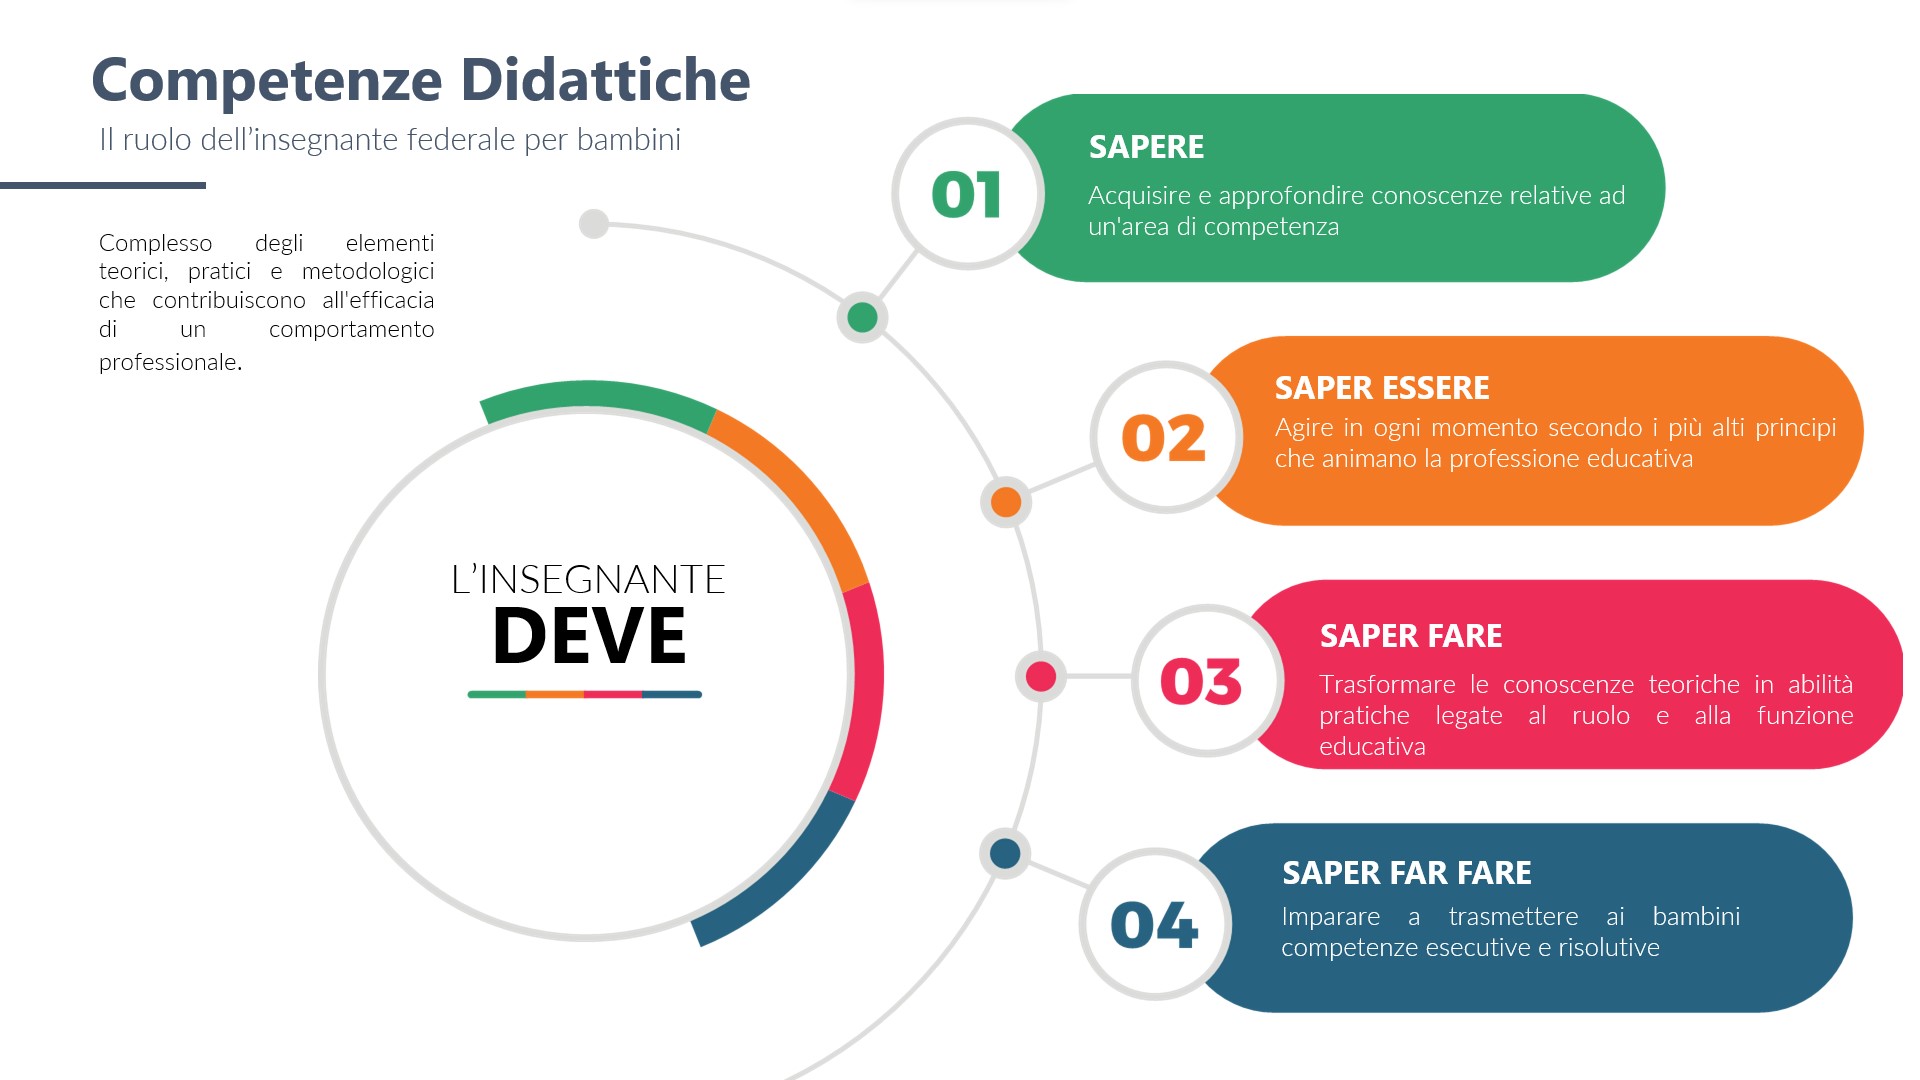 Competenze Didattiche
Il ruolo dell’insegnante federale per bambini
Complesso degli elementi
teorici, pratici e metodologici
che contribuiscono all'efficacia
di un comportamento
professionale.
L’INSEGNANTE
DEVE
01
SAPERE
Acquisire e approfondire conoscenze relative ad
un'area di competenza
02
SAPER ESSERE
Agire in ogni momento secondo i più alti principi
che animano la professione educativa
03
SAPER FARE
Trasformare le conoscenze teoriche in abilità
pratiche legate al ruolo e alla funzione
educativa
04
SAPER FAR FARE
Imparare a trasmettere ai bambini
competenze esecutive e risolutive